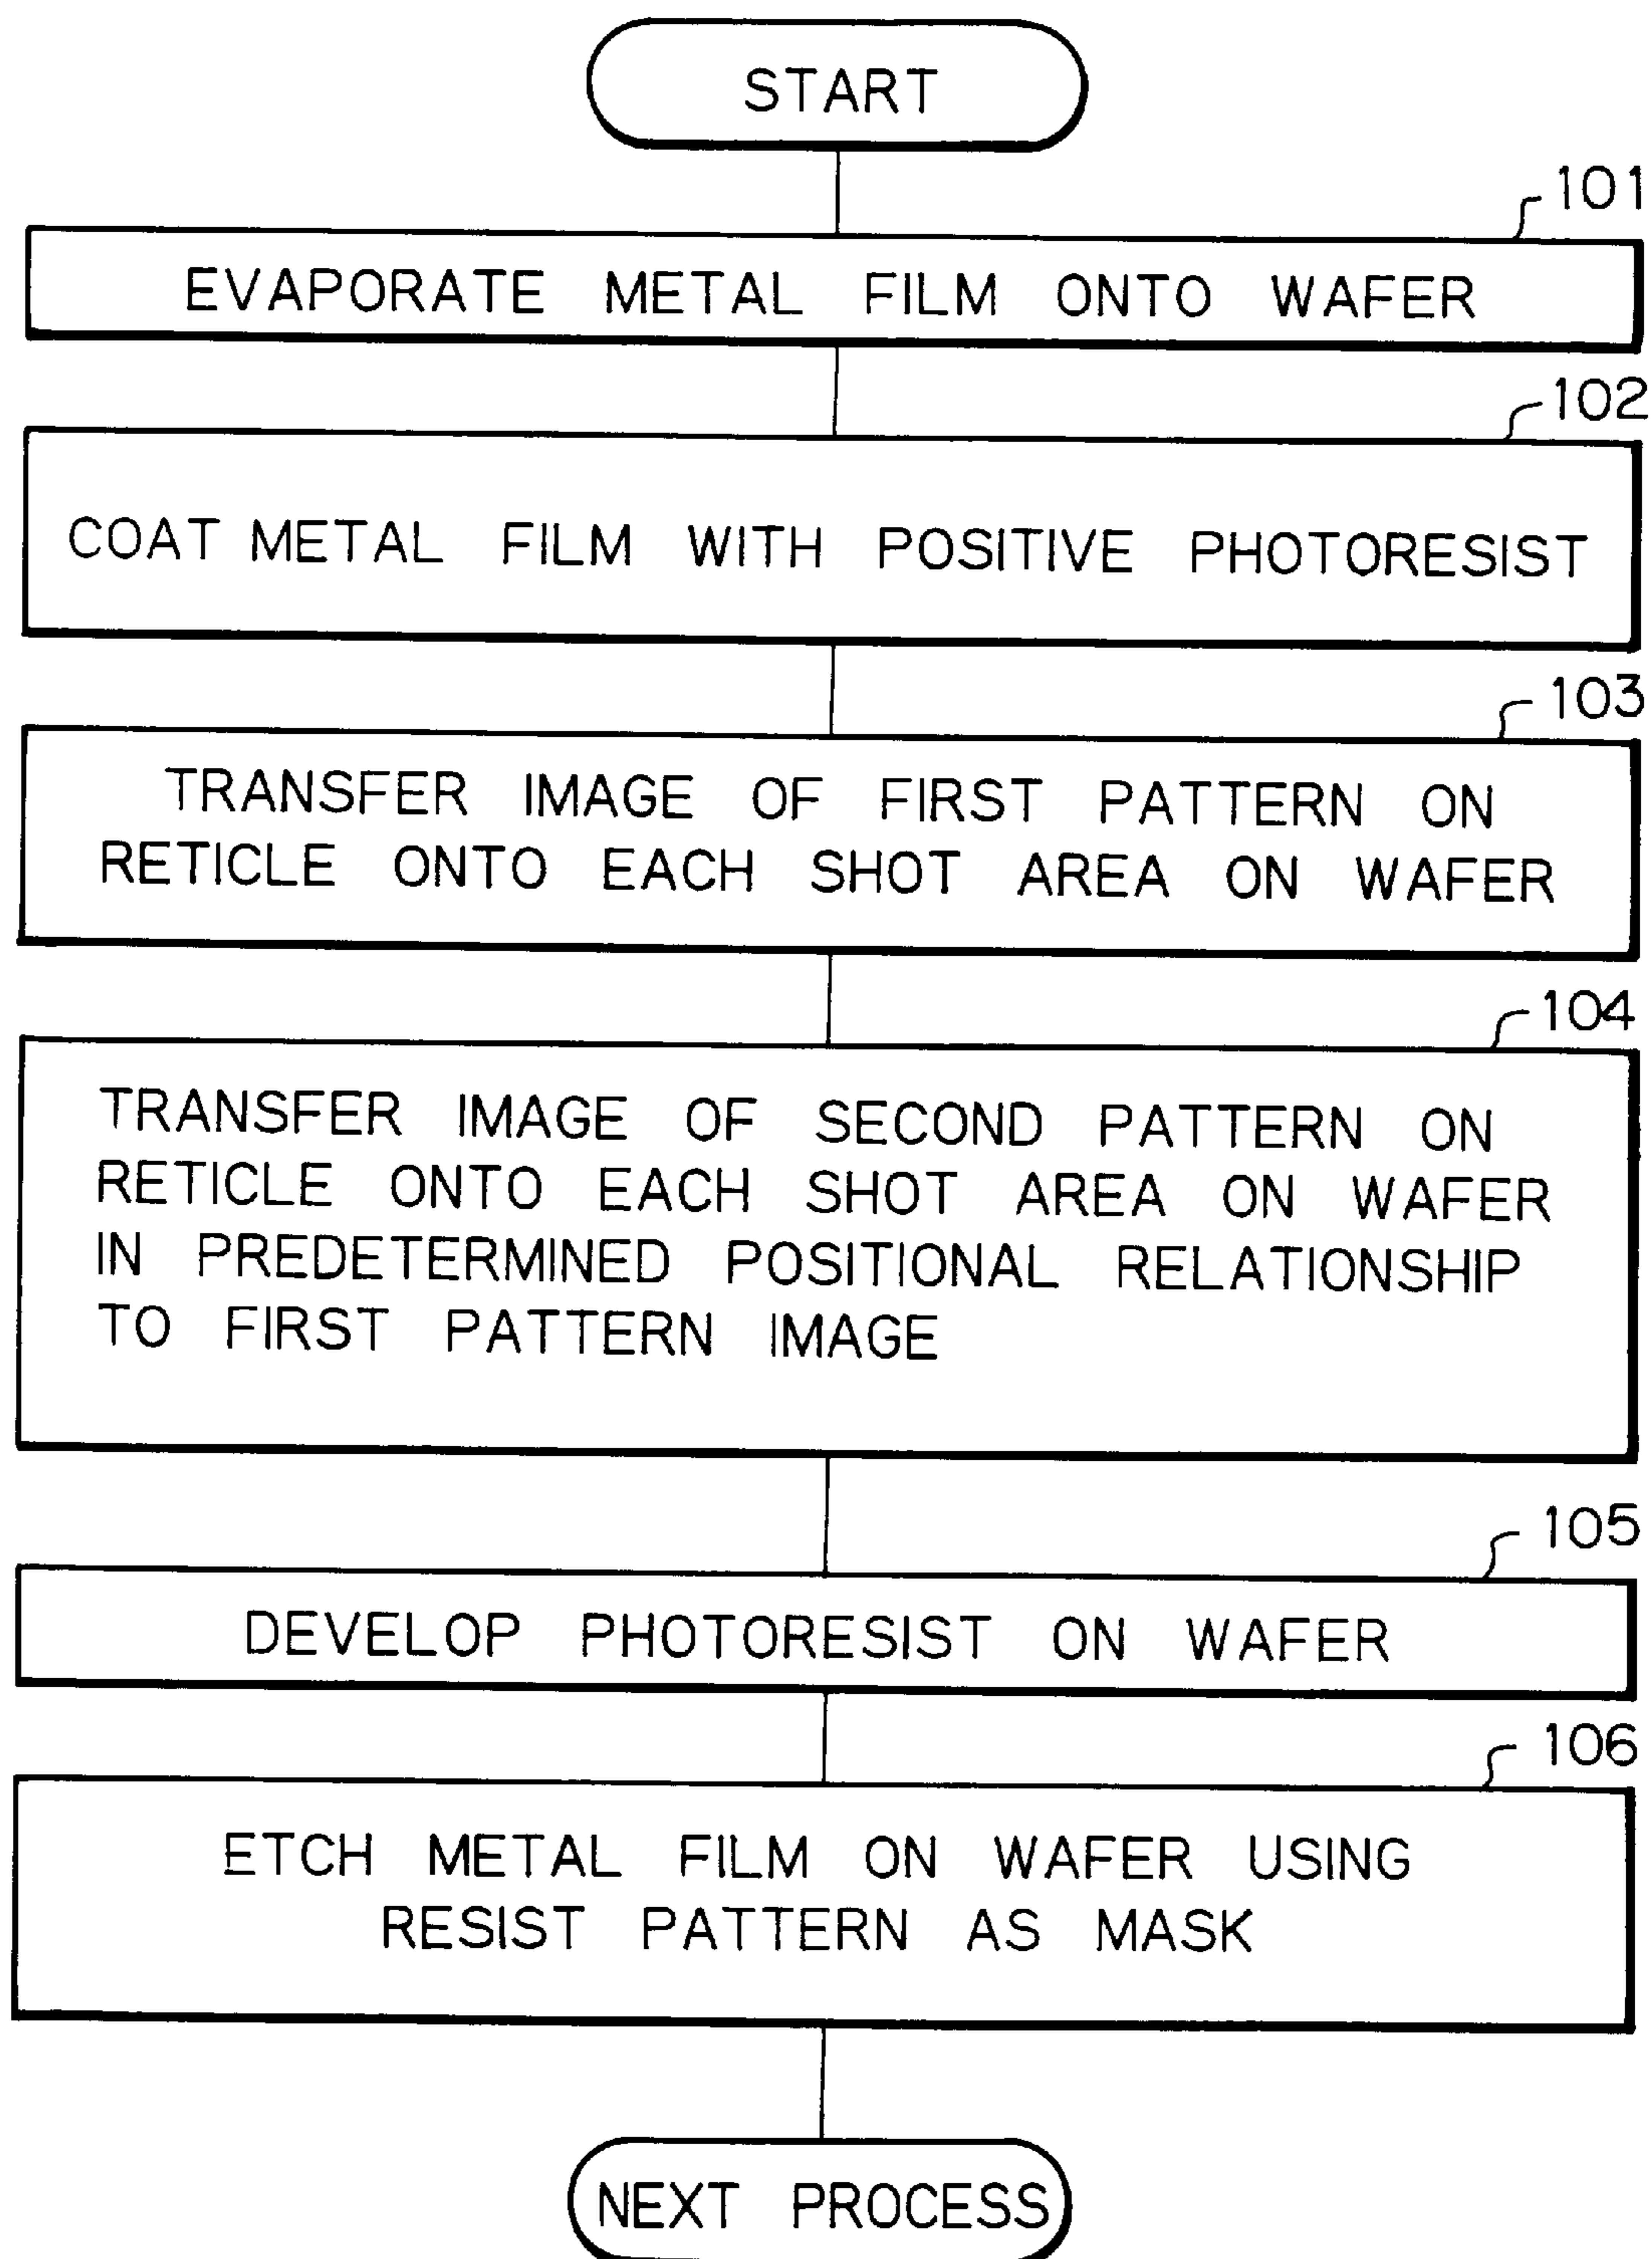 START
101
EVAPORATE METAL FILM ONTO WAFER
102
COAT METAL FILM WITH POSITIVE PHOTORESIST
103
TRANSFER IMAGE OF FIRST PATTERN ON
RETICLE ONTO EACH SHOT AREA ON WAFER
104
TRANSFER IMAGE OF SECOND PATTERN ON
RETICLE ONTO EACH SHOT AREA ON WAFER
IN PREDETERMINED POSITIONAL RELATIONSHIP
TO FIRST PATTERN IMAGE
105
DEVELOP PHOTORESIST ON WAFER
106
ETCH METAL FILM ON WAFER USING
RESIST PATTERN AS MASK
NEXT PROCESS